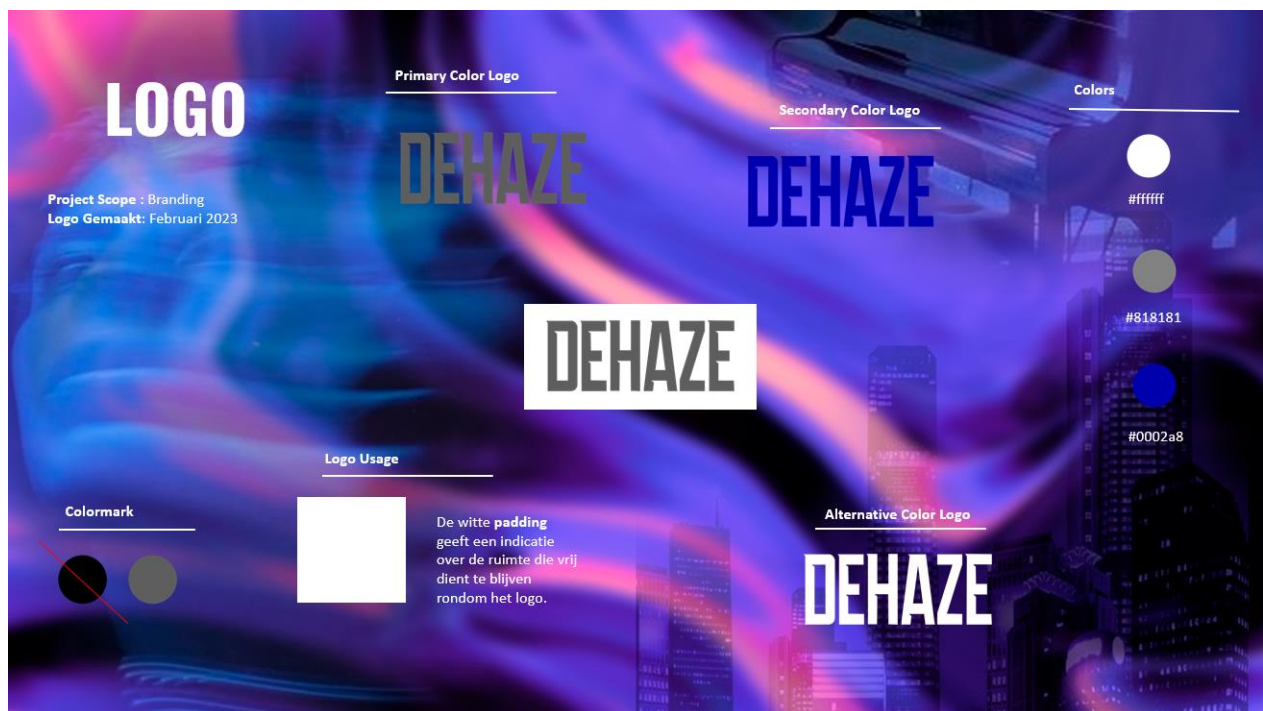 LOGO
Project Scope : Branding
Logo Gemaakt: Februari 2023
Primary Color Logo
DEHAZE
Secondary Color Logo
DEHAZE
Colors
#ffffff
#818181
#0002a8
DEHAZE
Logo Usage
De witte padding
geeft een indicatie
over de ruimte die vrij
dient te blijven
rondom het logo.
Colormark
Alternative Color Logo
DEHAZE